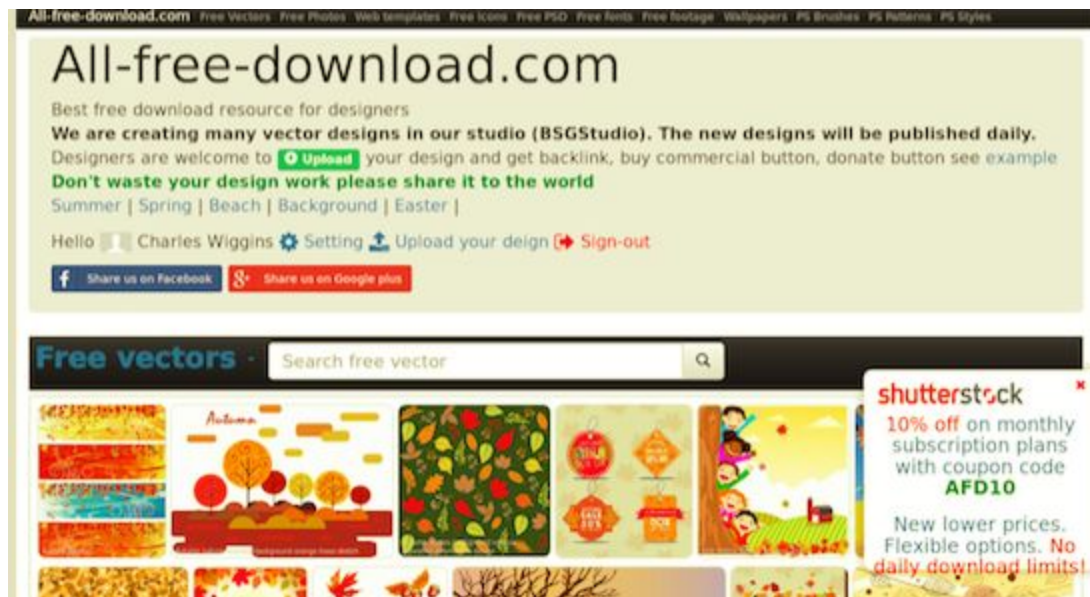 All-free-download.com Free Vectors Free Photos Web templates Free Icons Free PSD Free fonts Free footage Wallpapers PS Brushes PS Patterns PS Styles
All-free-download.com
Best free download resource for designers
We are creating many vector designs in our studio (BSGStudio). The new designs will be published daily.
Designers are welcome to Upload your design and get backlink, buy commercial button, donate button see example
Don't waste your design work please share it to the world
Summer | Spring | Beach | Background | Easter |
Hello Charles Wiggins Setting Upload your deign Sign-out
f Share us on Facebook g+ Share us on Google plus
Free vectors - Search free vector
shutterstock
10% off on monthly
subscription plans
with coupon code
AFD10
New lower prices.
Flexible options. No
daily download limits!
Autumn